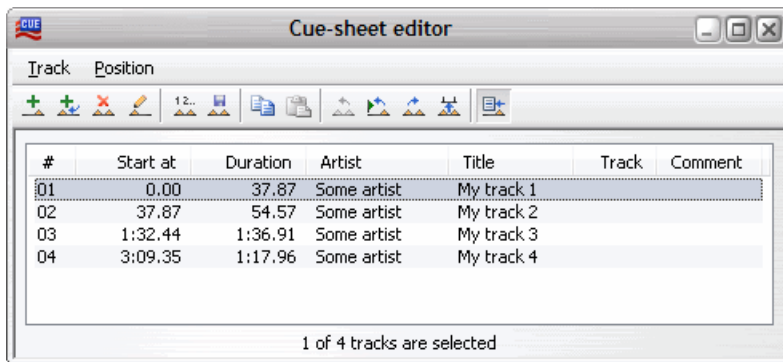 CUE Cue-sheet editor
Track Position
12..
# Start at Duration Artist Title Track Comment
01 0.00 37.87 Some artist My track 1
02 37.87 54.57 Some artist My track 2
03 1:32.44 1:36.91 Some artist My track 3
04 3:09.35 1:17.96 Some artist My track 4
1 of 4 tracks are selected